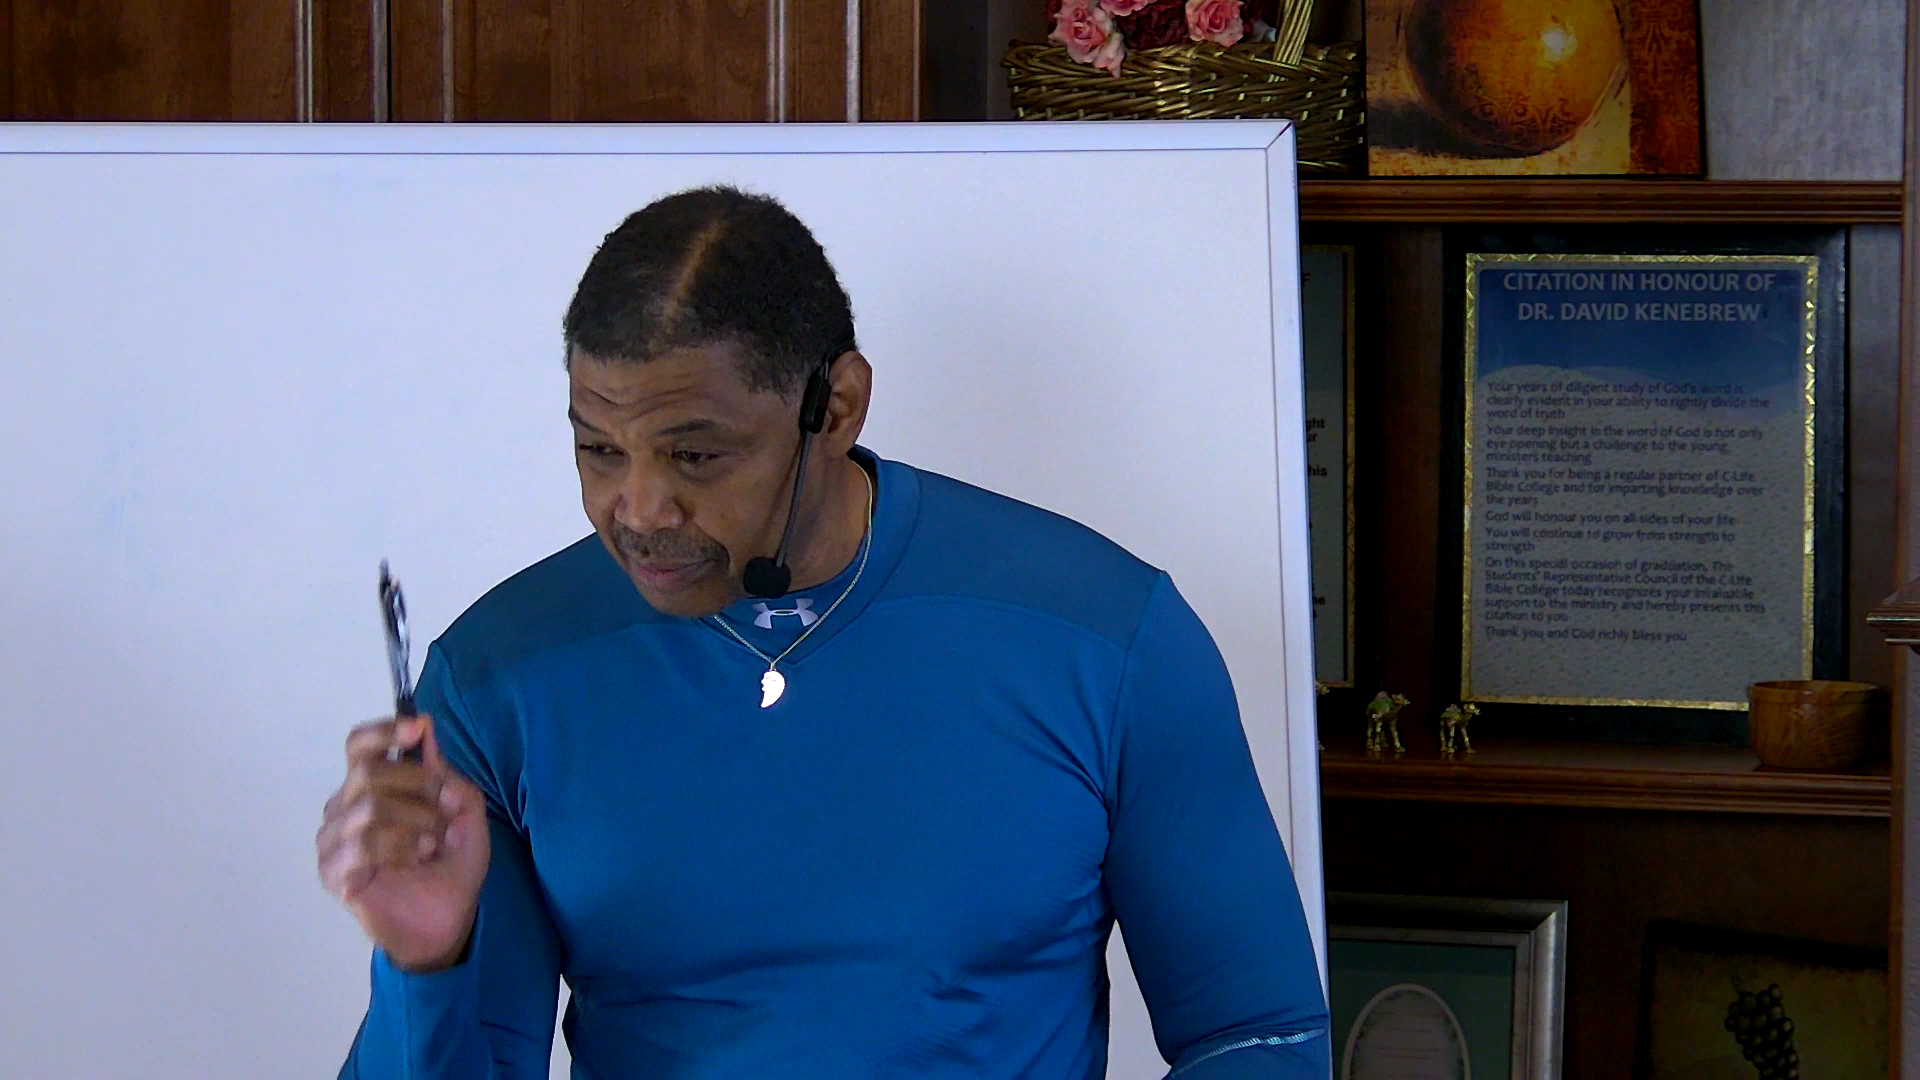 CITATION IN HONOUR OF
DR. DAVID KENEBREW
Your years of diligent study of God's word is
clearly evident in your ability to rightly divide the
word of truth
Your deep insight in the word of God is not only
eye opening but a challenge to the young
ministers teaching
Thank you for being a regular partner of C-Life
Bible College and for imparting knowledge over
the years
God will honour you on all sides of your life
You will continue to grow from strength to
strength
On this special occasion of graduation, The
Students' Representative Council of the C-Life
Bible College today recognizes your invaluable
support to the ministry and hereby presents this
citation to you
Thank you and God richly bless you
ght
ur
his